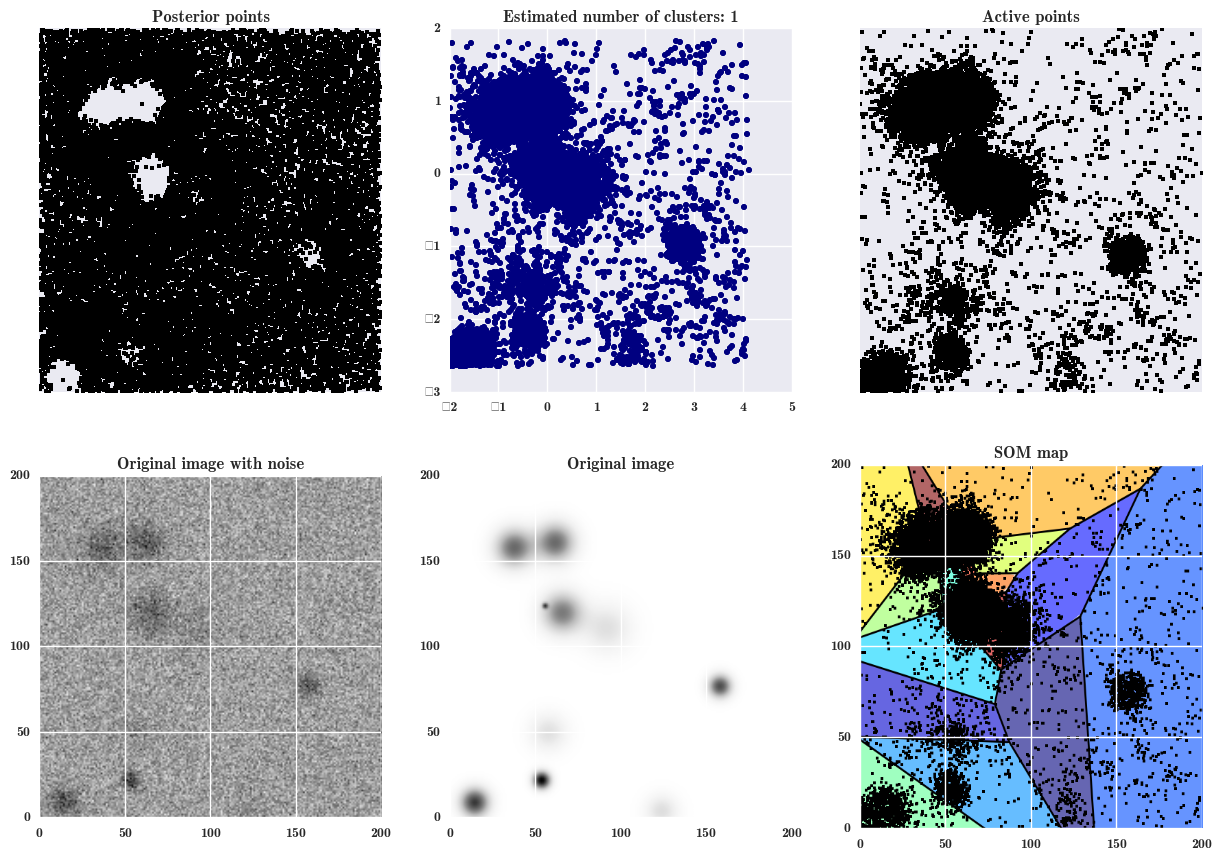 Posterior points
Estimated number of clusters: 1
Active points
2
1
0
□1
□2
□3
□2 □1 0 1 2 3 4 5
Original image with noise
Original image
SOM map
200
150
100
50
0
0 50 100 150 200
200
150
100
50
0
0 50 100 150 200
200
150
100
50
0
0 50 100 150 200